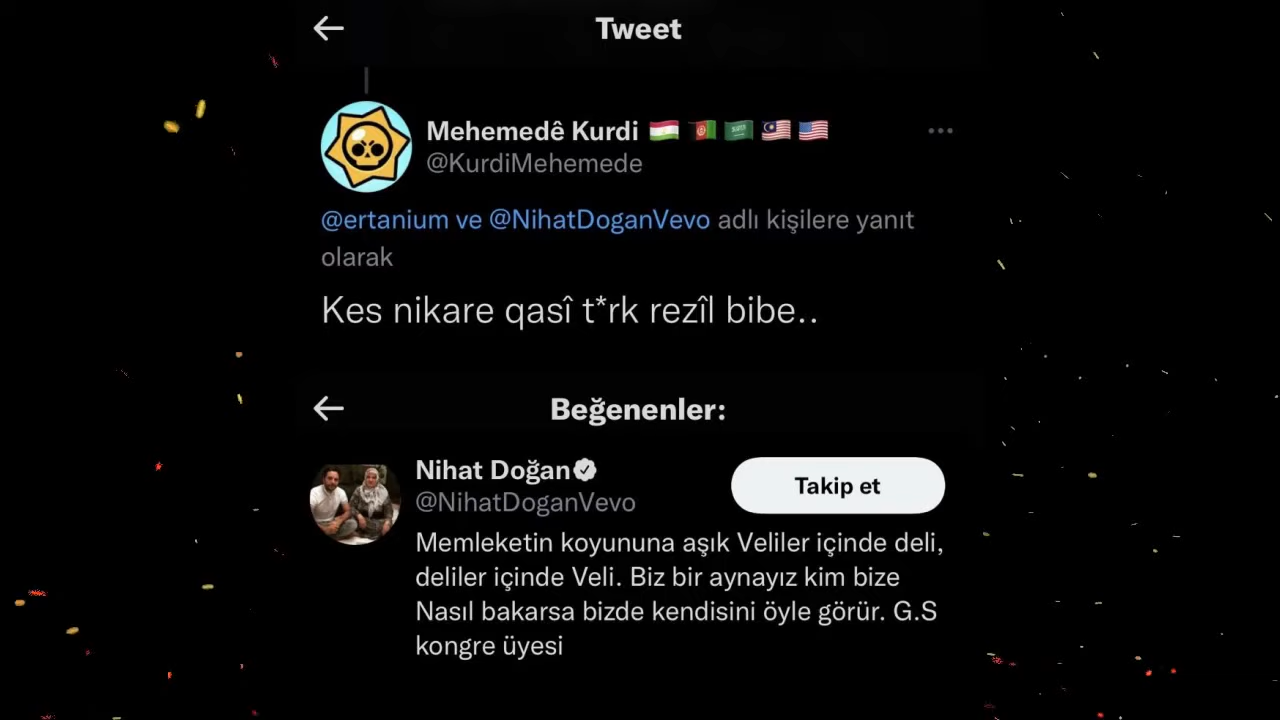 Tweet
Mehemedê Kurdi 🇹🇯 🇦🇫 🇸🇦 🇲🇾 🇺🇸
@KurdiMehemede
@ertanium ve @NihatDoganVevo adlı kişilere yanıt
olarak
Kes nikare qasî t*rk rezîl bibe..
Beğenenler:
Nihat Doğan
@NihatDoganVevo
Takip et
Memleketin koyununa aşık Veliler içinde deli,
deliler içinde Veli. Biz bir aynayız kim bize
Nasıl bakarsa bizde kendisini öyle görür. G.S
kongre üyesi